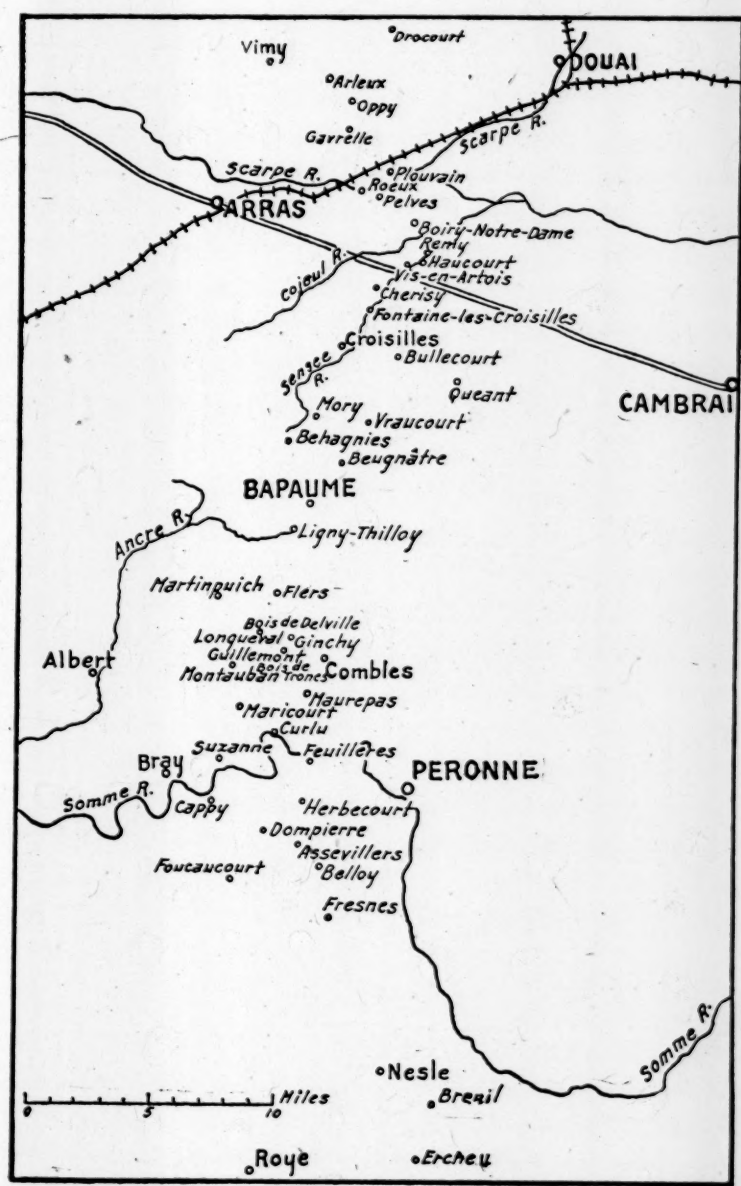 Drocourt
Vimy
DOUAI
Arleux
Oppy
Gavrelle
Scarpe R.
Scarpe R.
Plouvain
Roeux
Pelves
ARRAS
Boiry-Notre-Dame
Remy
Haucourt
Vis-en-Artois
Cojeul R.
Cherisy
Fontaine-les-Croisilles
Croisilles
Bullecourt
Sensee R.
Queant
CAMBRAI
Mory
Vraucourt
Behagnies
Beugnâtre
BAPAUME
Ancre R.
Ligny-Thilloy
Martinpuich
Flers
Bois de Delville
Longueval
Ginchy
Guillemont
Albert
Combles
Montauban
Bois de Trones
Maurepas
Maricourt
Curlu
Suzanne
Feuilleres
Bray
PERONNE
Somme R.
Cappy
Herbecourt
Dompierre
Assevillers
Foucaucourt
Belloy
Fresnes
Somme R.
Nesle
Miles
Breuil
0 5 10
Roye
Ercheu